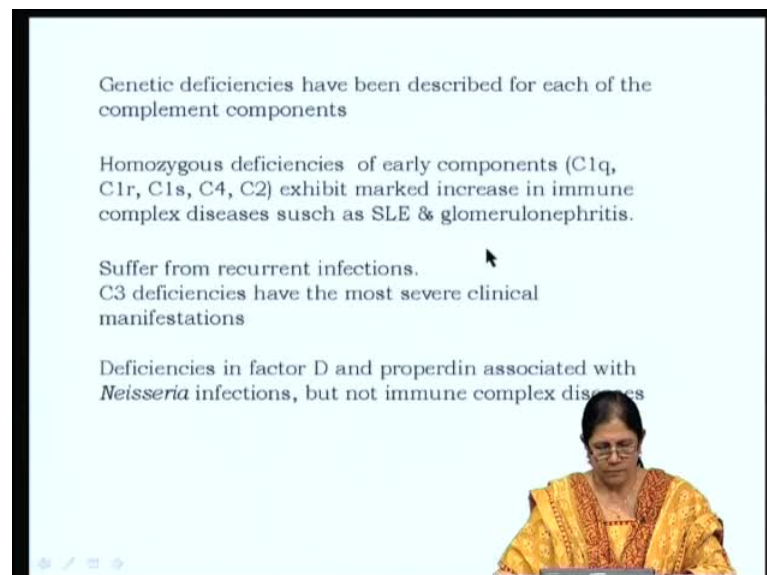 Genetic deficiencies have been described for each of the
complement components
Homozygous deficiencies of early components (C1q,
C1r, C1s, C4, C2) exhibit marked increase in immune
complex diseases susch as SLE & glomerulonephritis.
Suffer from recurrent infections.
C3 deficiencies have the most severe clinical
manifestations
Deficiencies in factor D and properdin associated with
Neisseria infections, but not immune complex diseases